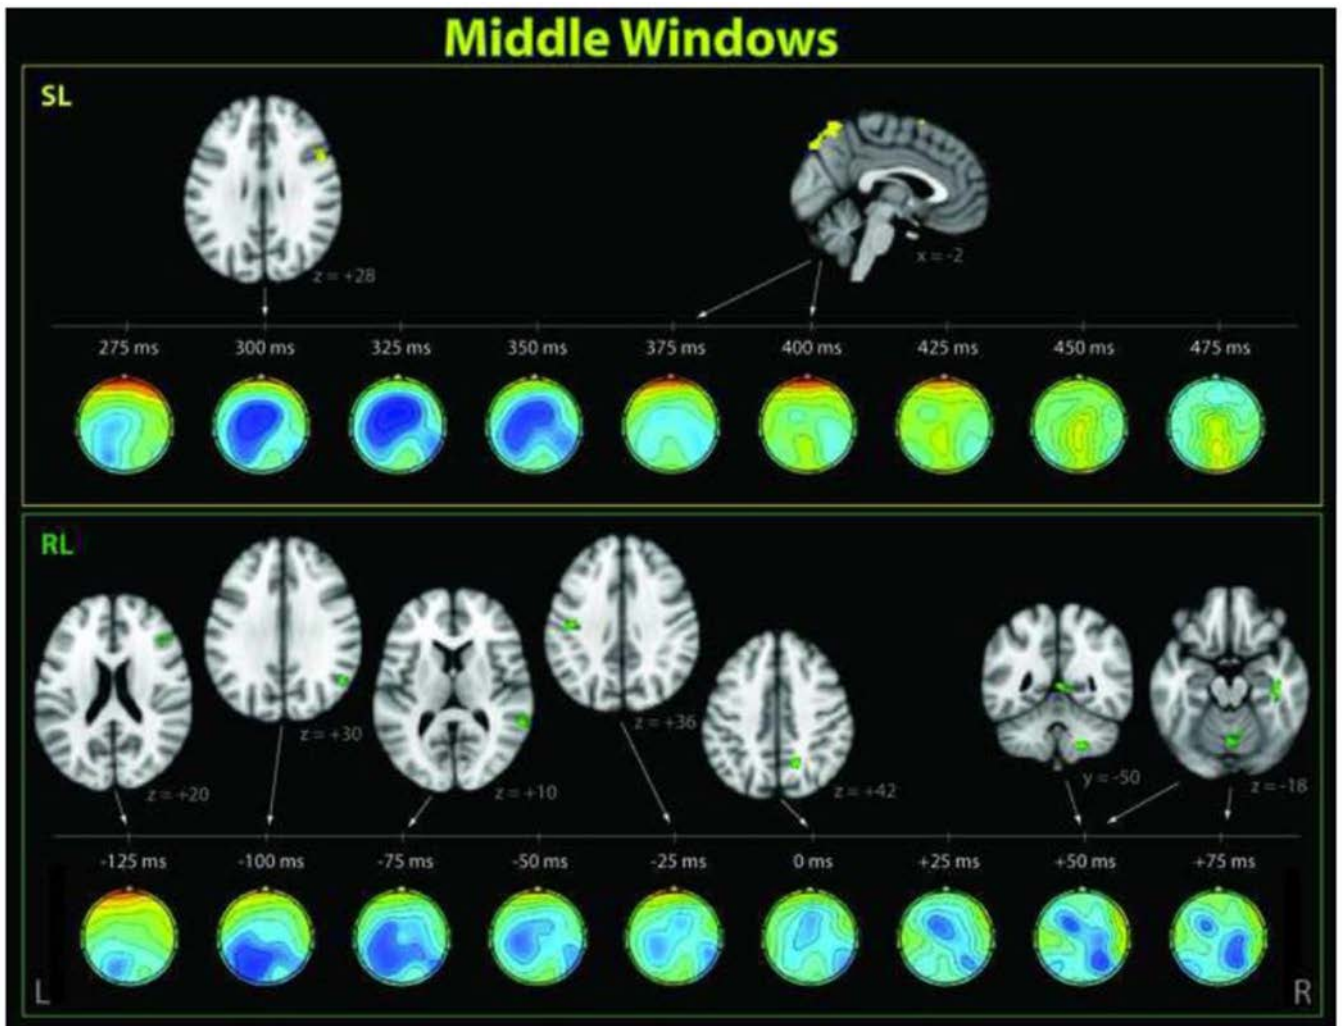 Middle Windows
SL
z = +28
x = -2
275 ms 300 ms 325 ms 350 ms 375 ms 400 ms 425 ms 450 ms 475 ms
RL
z = +20
z = +30
z = +10
z = +36
z = +42
y = -50
z = -18
-125 ms -100 ms -75 ms -50 ms -25 ms 0 ms +25 ms +50 ms +75 ms
L R